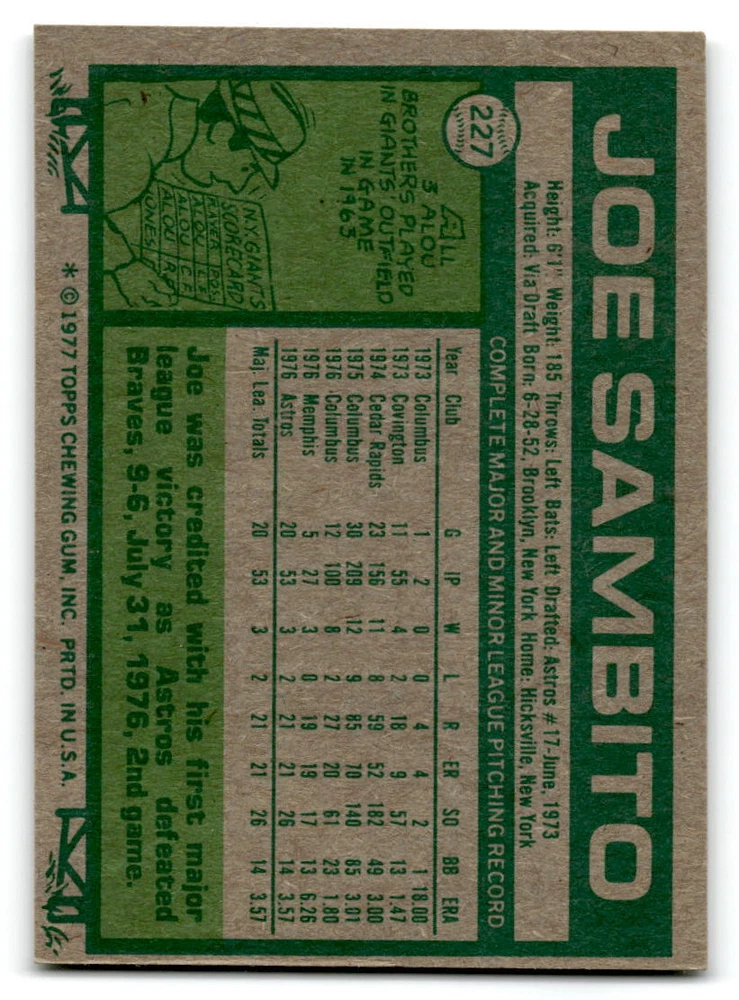 227
JOE SAMBITO
Height: 6'1" Weight: 185 Throws: Left Bats: Left Drafted: Astros #17-June, 1973
Acquired: Via Draft Born: 6-28-52, Brooklyn, New York Home: Hicksville, New York
COMPLETE MAJOR AND MINOR LEAGUE PITCHING RECORD
Year Club G IP W L R ER SO BB ERA
1973 Columbus 1 2 0 0 4 4 2 1 18.00
1973 Covington 11 55 4 2 18 9 57 13 1.47
1974 Cedar Rapids 23 156 11 8 59 52 182 49 3.00
1975 Columbus 30 209 12 9 85 70 140 85 3.01
1976 Columbus 12 100 8 2 27 20 61 23 1.80
1976 Memphis 5 27 3 0 19 19 17 13 6.26
1976 Astros 20 53 3 2 21 21 26 14 3.57
Maj. Lea. Totals 20 53 3 2 21 21 26 14 3.57
ALL
3 ALOU
BROTHERS PLAYED
IN GIANTS' OUTFIELD
IN GAME
IN 1963
N.Y. GIANTS
SCORECARD
PLAYER POS.
ALOU L F
ALOU C F
ALOU R F
JONES
Joe was credited with his first major
league victory as Astros defeated
Braves, 9-6, July 31, 1976, 2nd game.
* © 1977 TOPPS CHEWING GUM, INC. PRTD. IN U.S.A.